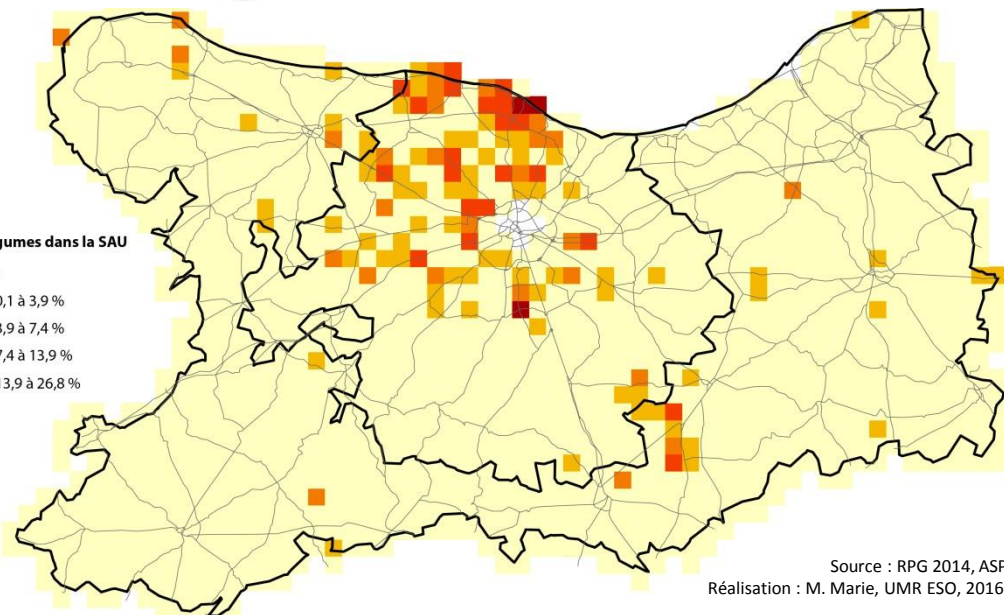 gumes dans la SAU
0,1 à 3,9 %
3,9 à 7,4 %
7,4 à 13,9 %
13,9 à 26,8 %
Source : RPG 2014, ASP
Réalisation : M. Marie, UMR ESO, 2016